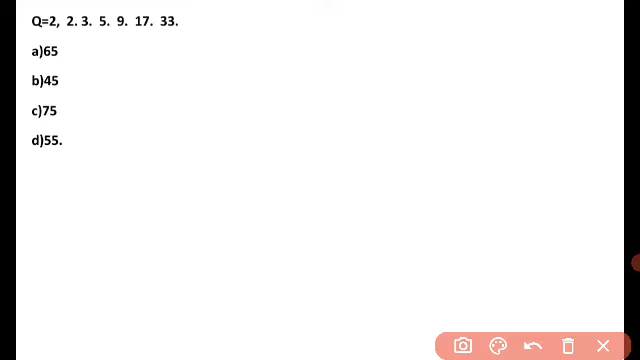 Q=2, 2. 3. 5. 9. 17. 33.
a)65
b)45
c)75
d)55.